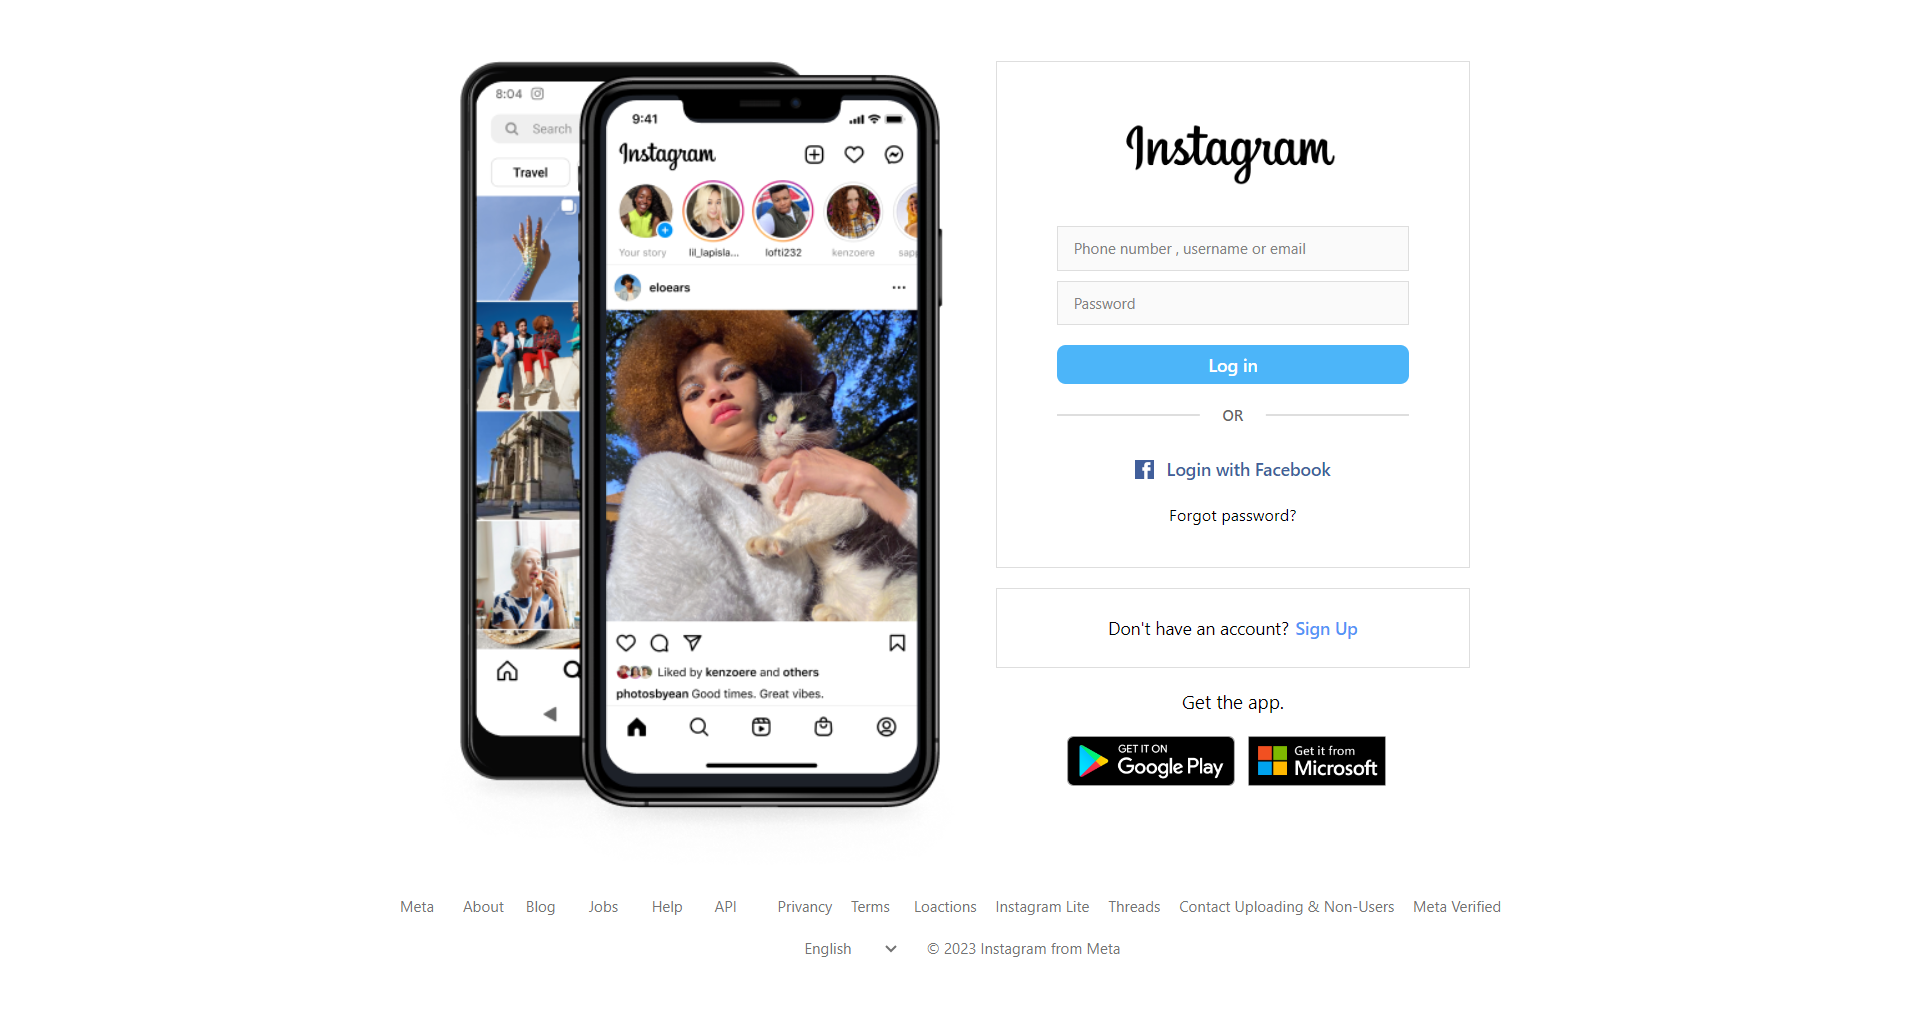 8:04
Search
Travel
9:41
Instagram
Your story
lil_lapisla...
lofti232
kenzoere
sapp
eloears
Liked by kenzoere and others
photosbyean Good times. Great vibes.
Instagram
Phone number , username or email
Password
Log in
OR
Login with Facebook
Forgot password?
Don't have an account? Sign Up
Get the app.
GET IT ON
Google Play
Get it from
Microsoft
Meta About Blog Jobs Help API Privancy Terms Loactions Instagram Lite Threads Contact Uploading & Non-Users Meta Verified
English © 2023 Instagram from Meta